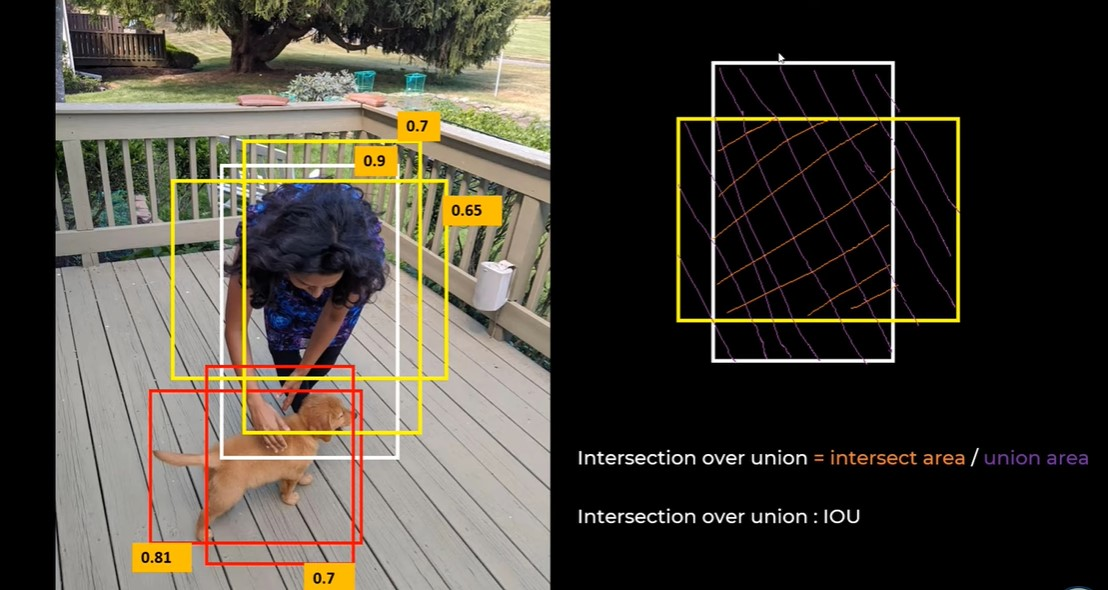 0.7
0.9
0.65
0.81
0.7
Intersection over union = intersect area / union area
Intersection over union : IOU